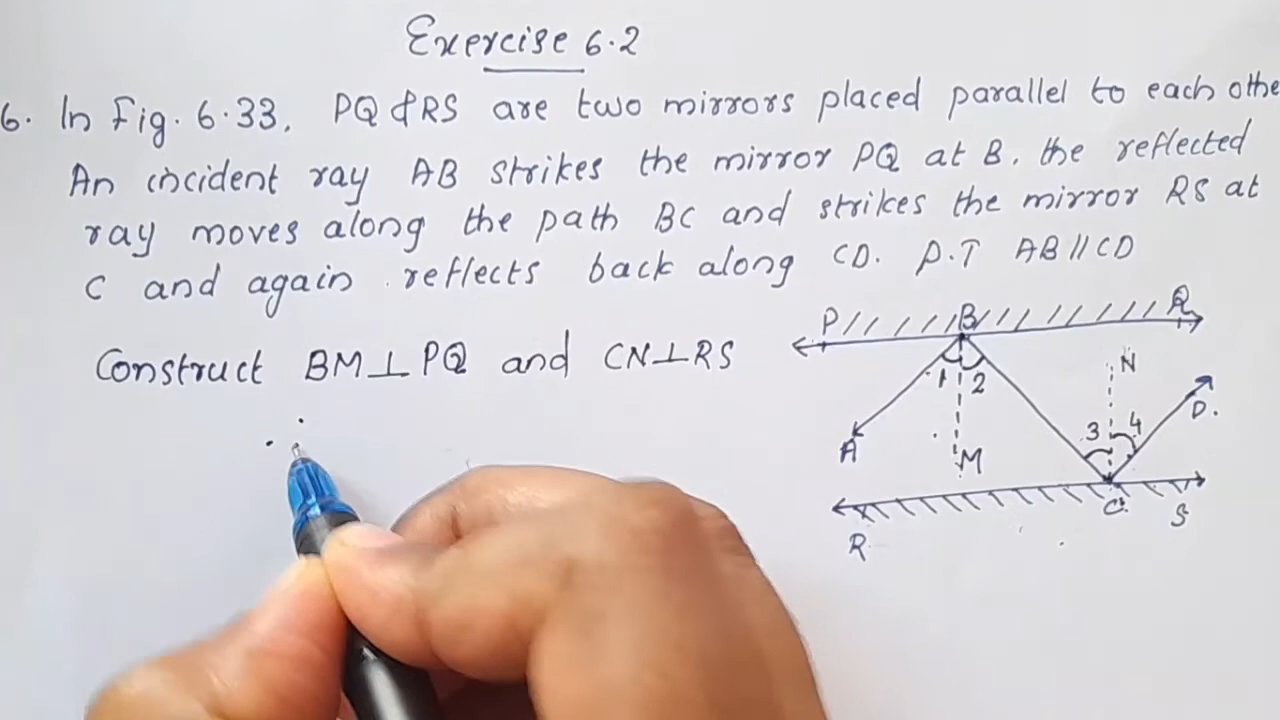 Exercise 6.2
6. In Fig. 6.33, PQ & RS are two mirrors placed parallel to each othe
An incident ray AB strikes the mirror PQ at B, the reflected
ray moves along the path BC and strikes the mirror RS at
C and again reflects back along CD. P.T AB//CD
Construct BM⊥PQ and CN⊥RS
P B Q
1 2
N
A
D.
3 4
M
R
C
S